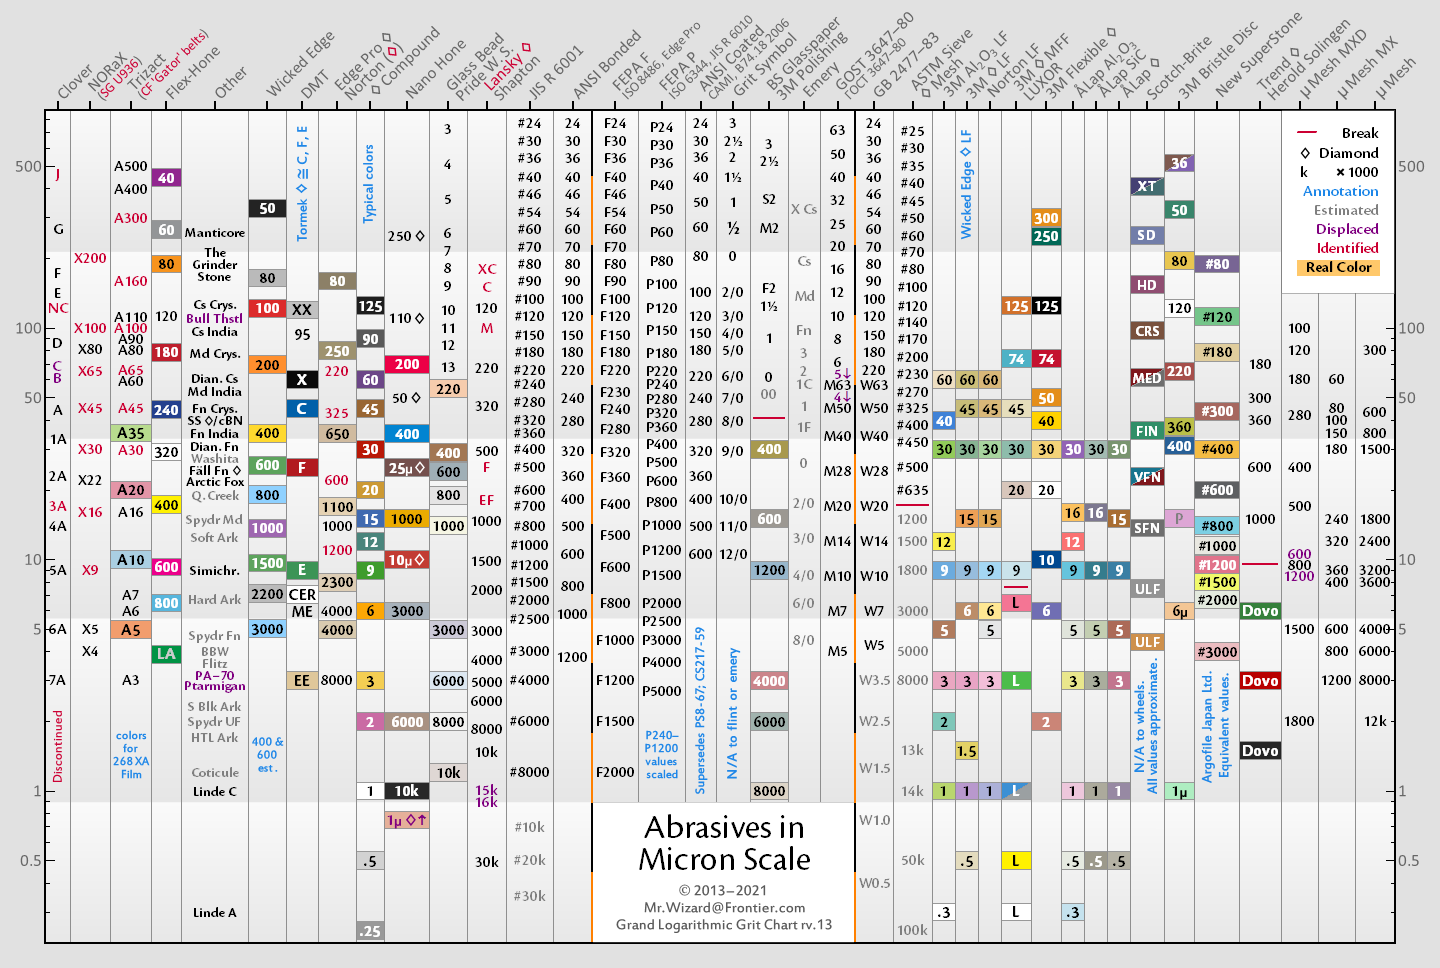 Clover
NORaX
(SG U936)
Trizact
(CF 'Gator' belts)
Flex-Hone
Other
Wicked Edge
DMT
Edge Pro ◊
Norton (◊)
◊ Compound
Nano Hone
Glass Bead
Pride W. S.
Lansky ◊
Shapton
JIS R 6001
ANSI Bonded
FEPA F
ISO 8486, Edge Pro
FEPA P
ISO 6344, JIS R 6010
ANSI Coated
CAMI, B74.18 2006
Grit Symbol
BS Glasspaper
3M Polishing
Emery
GOST 3647–80
ГОСТ 3647–80
GB 2477–83
ASTM Sieve
◊ Mesh Sieve
3M Al₂O₃ LF
3M ◊ LF
Norton LF
3M ◊ MFF
LUXOR
3M Flexible ◊
ÅLap Al₂O₃
ÅLap SiC
ÅLap ◊
Scotch-Brite
3M Bristle Disc
New SuperStone
Trend ◊
Herold Solingen
µ Mesh MXD
µ Mesh MX
µ Mesh
500
100
50
10
5
1
0.5
J
G
F
E
NC
D
C
B
A
1A
2A
3A
4A
5A
6A
7A
Discontinued
X200
X100
X80
X65
X45
X30
X22
X16
X9
X5
X4
A500
A400
A300
A160
A110
A100
A90
A80
A65
A60
A45
A35
A30
A20
A16
A10
A7
A6
A5
A3
colors
for
268 XA
Film
40
60
80
120
180
240
320
400
600
800
LA
Manticore
The
Grinder
Stone
Cs Crys.
Bull Thstl
Cs India
Md Crys.
Dian. Cs
Md India
Fn Crys.
SS ◊/cBN
Fn India
Dian. Fn
Washita
Fäll Fn ◊
Arctic Fox
Q. Creek
Spydr Md
Soft Ark
Simichr.
Hard Ark
Spydr Fn
BBW
Flitz
PA–70
Ptarmigan
S Blk Ark
Spydr UF
HTL Ark
Coticule
Linde C
Linde A
50
80
100
200
400
600
800
1000
1500
2200
3000
400 &
600
est.
Tormek ◊ ≅ C, F, E
XX
95
X
C
F
E
CER
ME
EE
80
250
220
325
650
600
1100
1000
1200
2300
4000
4000
8000
Typical colors
125
90
60
45
30
20
15
12
9
6
3
2
1
.5
.25
250 ◊
110 ◊
200
50 ◊
400
25µ ◊
1000
10µ ◊
3000
6000
10k
1µ ◊↑
3
4
5
6
7
8
9
10
11
12
13
220
400
600
800
1000
3000
6000
8000
10k
XC
C
120
M
220
320
500
F
EF
1000
1500
2000
3000
4000
5000
6000
8000
10k
15k
16k
30k
#24
#30
#36
#40
#46
#54
#60
#70
#80
#90
#100
#120
#150
#180
#220
#240
#280
#320
#360
#400
#500
#600
#700
#800
#1000
#1200
#1500
#2000
#2500
#3000
#4000
#6000
#8000
#10k
#20k
#30k
24
30
36
40
46
54
60
70
80
90
100
120
150
180
220
240
280
320
360
400
500
600
800
1000
1200
F24
F30
F36
F40
F46
F54
F60
F70
F80
F90
F100
F120
F150
F180
F220
F230
F240
F280
F320
F360
F400
F500
F600
F800
F1000
F1200
F1500
F2000
P24
P30
P36
P40
P50
P60
P80
P100
P120
P150
P180
P220
P240
P280
P320
P360
P400
P500
P600
P800
P1000
P1200
P1500
P2000
P2500
P3000
P4000
P5000
P240–
P1200
values
scaled
24
30
36
40
50
60
80
100
120
150
180
220
240
280
320
360
400
500
600
Supersedes PS8-67; CS217-59
3
2½
2
1½
1
½
0
2/0
3/0
4/0
5/0
6/0
7/0
8/0
9/0
10/0
11/0
12/0
N/A to flint or emery
3
2½
S2
M2
F2
1½
1
0
00
400
600
1200
4000
6000
8000
X Cs
Cs
Md
Fn
3
2
1C
1
1F
0
2/0
3/0
4/0
6/0
8/0
63
50
40
32
25
20
16
12
10
8
6
5↓
M63
4↓
M50
M40
M28
M20
M14
M10
M7
M5
24
30
36
40
46
54
60
70
80
90
100
120
150
180
220
W63
W50
W40
W28
W20
W14
W10
W7
W5
W3.5
W2.5
W1.5
W1.0
W0.5
#25
#30
#35
#40
#45
#50
#60
#70
#80
#100
#120
#140
#170
#200
#230
#270
#325
#400
#450
#500
#635
1200
1500
1800
3000
5000
8000
13k
14k
50k
100k
60
40
30
12
9
5
3
2
1
.3
Wicked Edge ◊ LF
60
45
30
15
9
6
3
1.5
1
.5
60
45
30
15
9
6
5
3
1
125
74
45
30
20
9
L
L
L
L
L
300
250
125
74
50
40
30
20
10
6
2
30
16
12
9
5
3
1
.5
.3
30
16
9
5
3
1
.5
30
15
9
5
3
1
.5
XT
SD
HD
CRS
MED
FIN
VFN
SFN
ULF
ULF
N/A to wheels.
All values approximate.
36
50
80
120
220
360
400
P
6µ
1µ
#80
#120
#180
#300
#400
#600
#800
#1000
#1200
#1500
#2000
#3000
Argofile Japan Ltd.
Equivalent values.
180
300
360
600
1000
Dovo
Dovo
Dovo
100
120
180
280
400
500
600
800
1200
400
1500
1800
60
80
100
150
180
240
320
360
400
600
800
1200
300
600
800
1500
1800
2400
3200
3600
4000
6000
8000
12k
500
100
50
10
5
1
0.5
Break
◊ Diamond
k × 1000
Annotation
Estimated
Displaced
Identified
Real Color
Abrasives in
Micron Scale
© 2013–2021
Mr.Wizard@Frontier.com
Grand Logarithmic Grit Chart rv.13